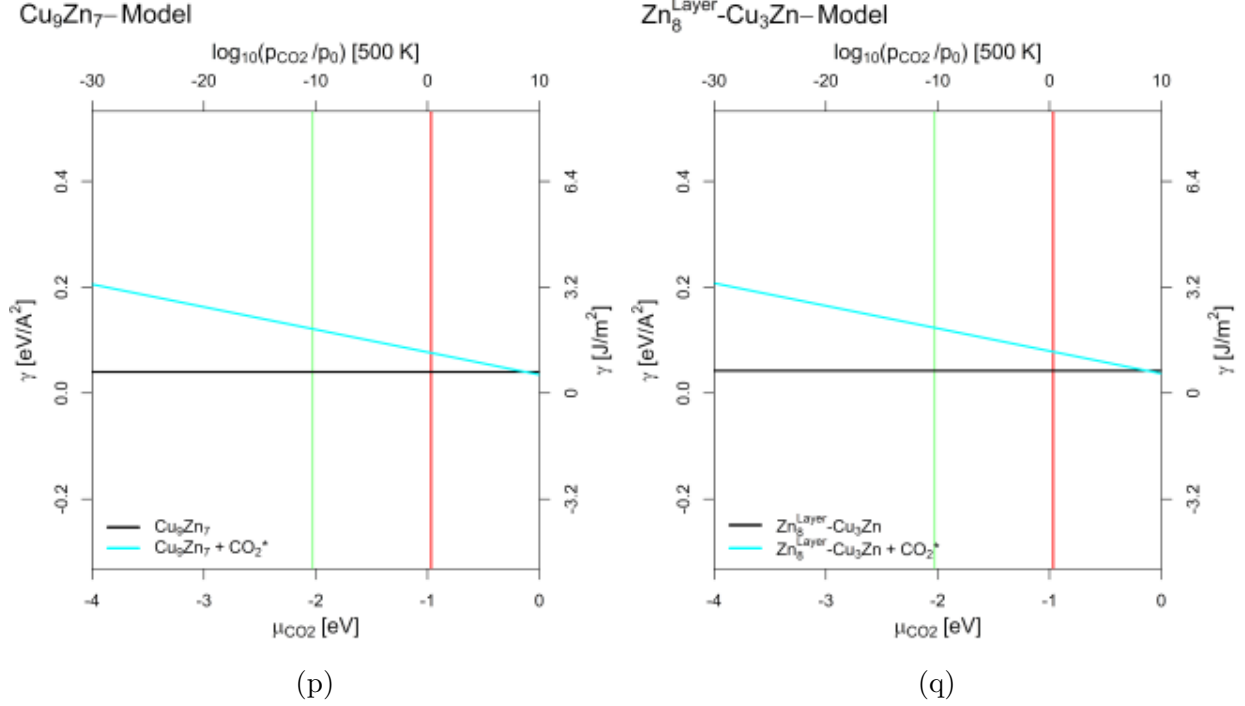 Cu₉Zn₇–Model
log₁₀(pCO2/p₀) [500 K]
-30 -20 -10 0 10
γ [eV/A²]
0.4
0.2
0.0
-0.2
6.4
3.2
0
-3.2
γ [J/m²]
Cu₉Zn₇
Cu₉Zn₇ + CO₂*
-4 -3 -2 -1 0
μCO2 [eV]
(p)
Zn₈ᴸᵃʸᵉʳ-Cu₃Zn–Model
log₁₀(pCO2/p₀) [500 K]
-30 -20 -10 0 10
γ [eV/A²]
0.4
0.2
0.0
-0.2
6.4
3.2
0
-3.2
γ [J/m²]
Zn₈ᴸᵃʸᵉʳ-Cu₃Zn
Zn₈ᴸᵃʸᵉʳ-Cu₃Zn + CO₂*
-4 -3 -2 -1 0
μCO2 [eV]
(q)